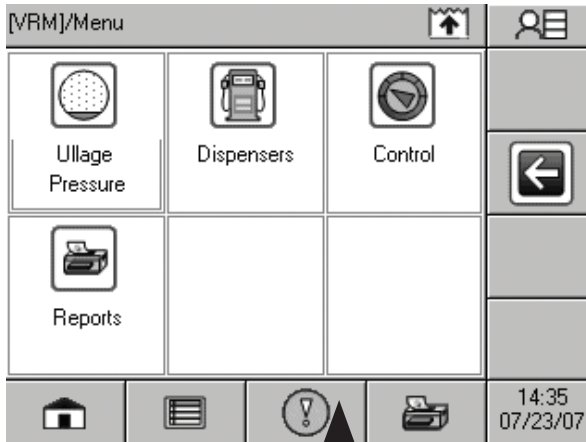 [VRM]/Menu
Ullage
Pressure
Dispensers
Control
Reports
14:35
07/23/07